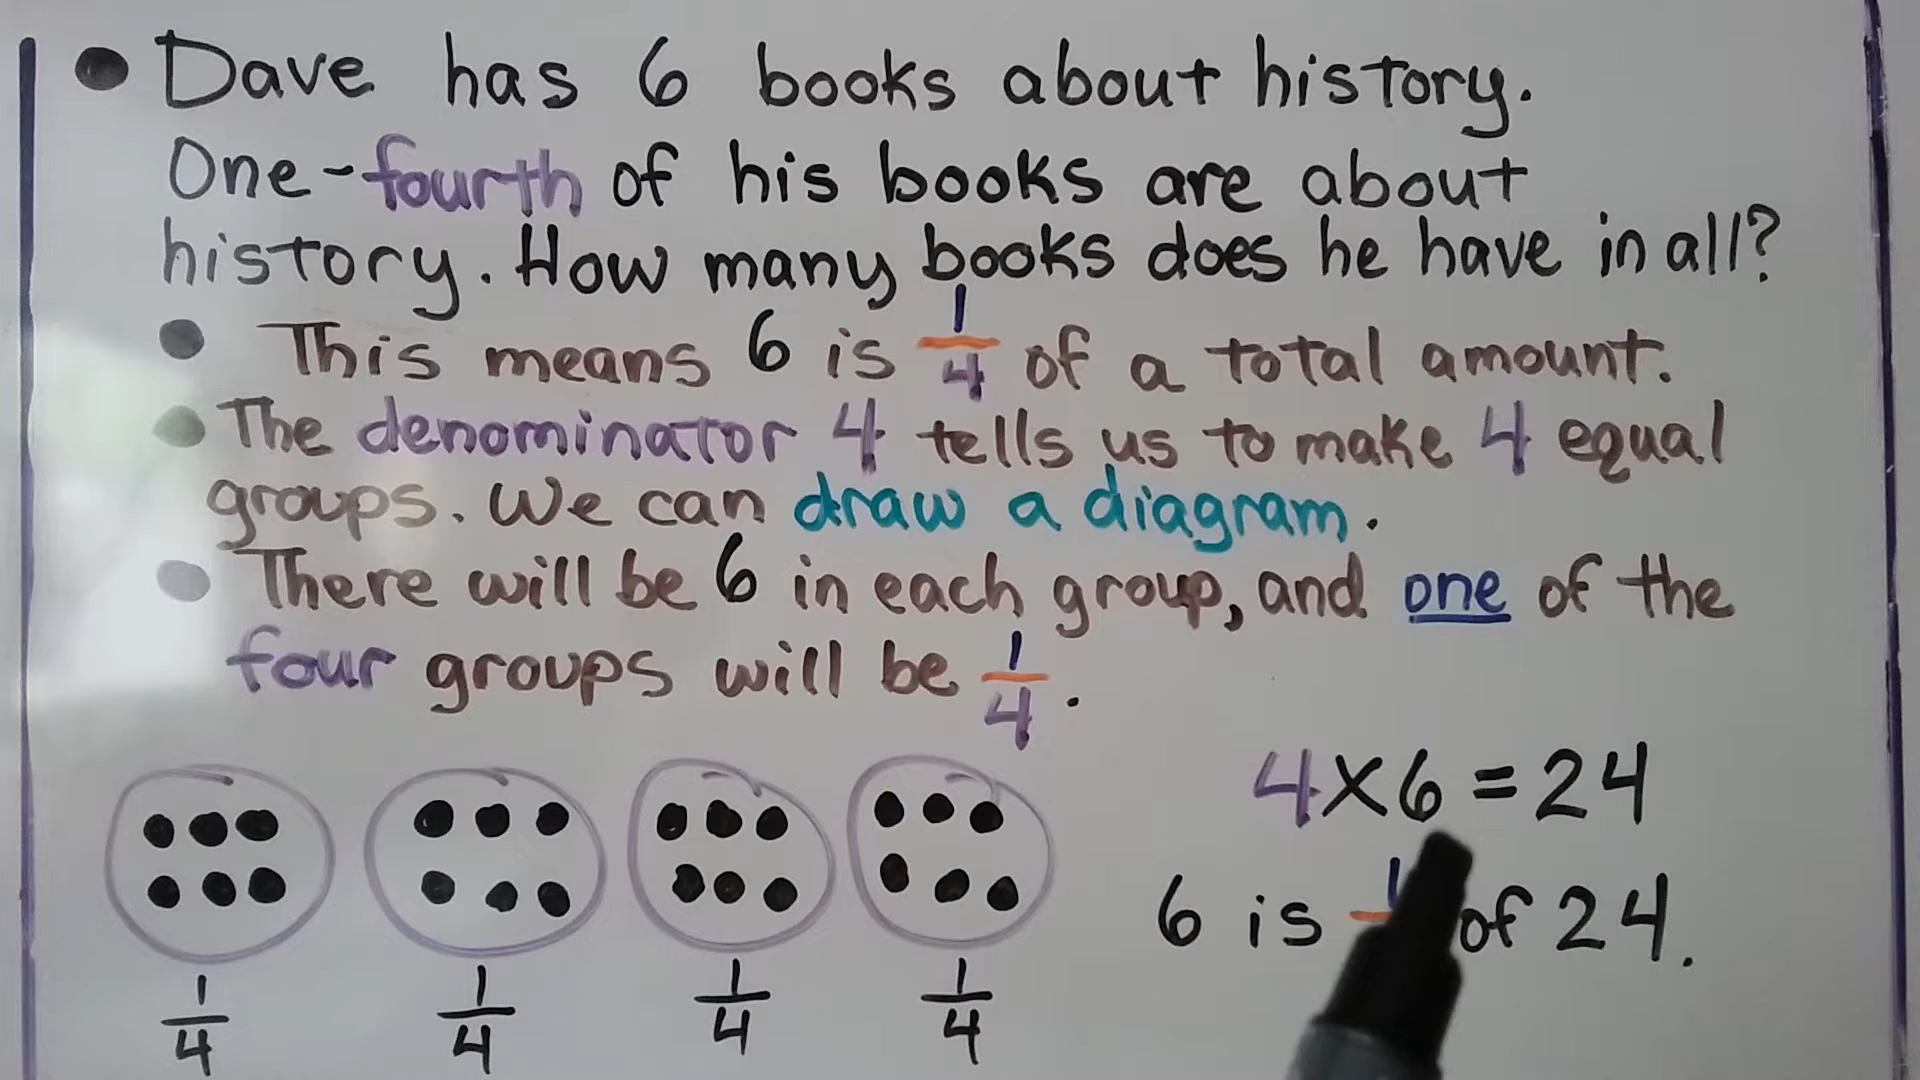 Dave has 6 books about history.
One-fourth of his books are about
history. How many books does he have in all?
This means 6 is 1/4 of a total amount.
The denominator 4 tells us to make 4 equal
groups. We can draw a diagram.
There will be 6 in each group, and one of the
four groups will be 1/4.
4×6=24
6 is of 24.
1/4 1/4 1/4 1/4